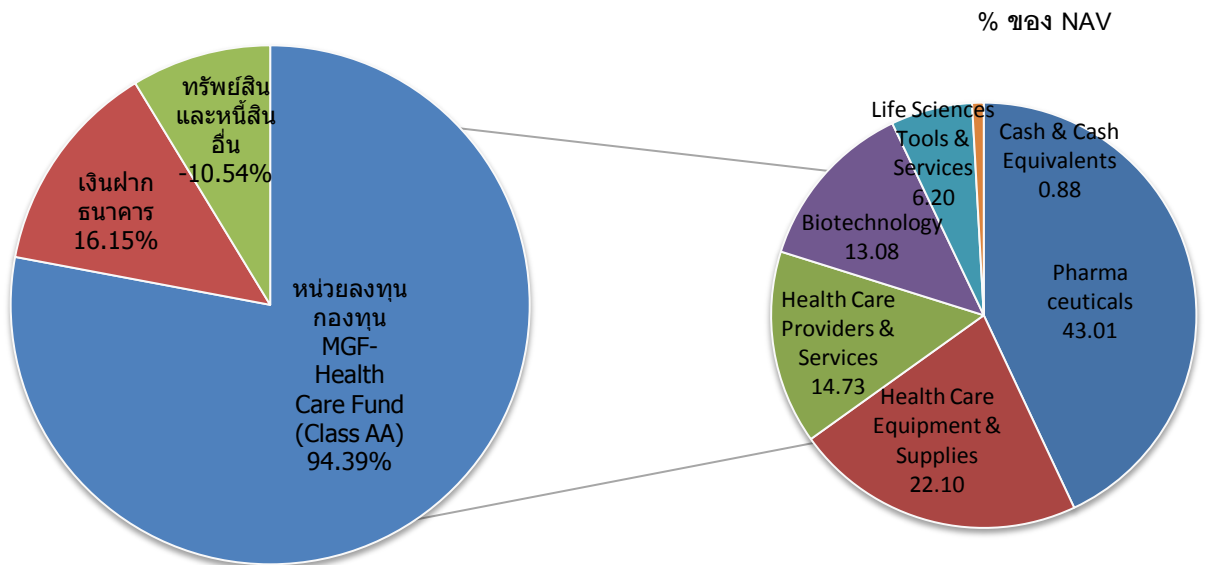 % ของ NAV
ทรัพย์สิน
และหนี้สิน
อื่น
-10.54%
เงินฝาก
ธนาคาร
16.15%
หน่วยลงทุน
กองทุน
MGF-
Health
Care Fund
(Class AA)
94.39%
Life Sciences
Tools &
Services
6.20
Cash & Cash
Equivalents
0.88
Biotechnology
13.08
Pharma
ceuticals
43.01
Health Care
Providers &
Services
14.73
Health Care
Equipment &
Supplies
22.10